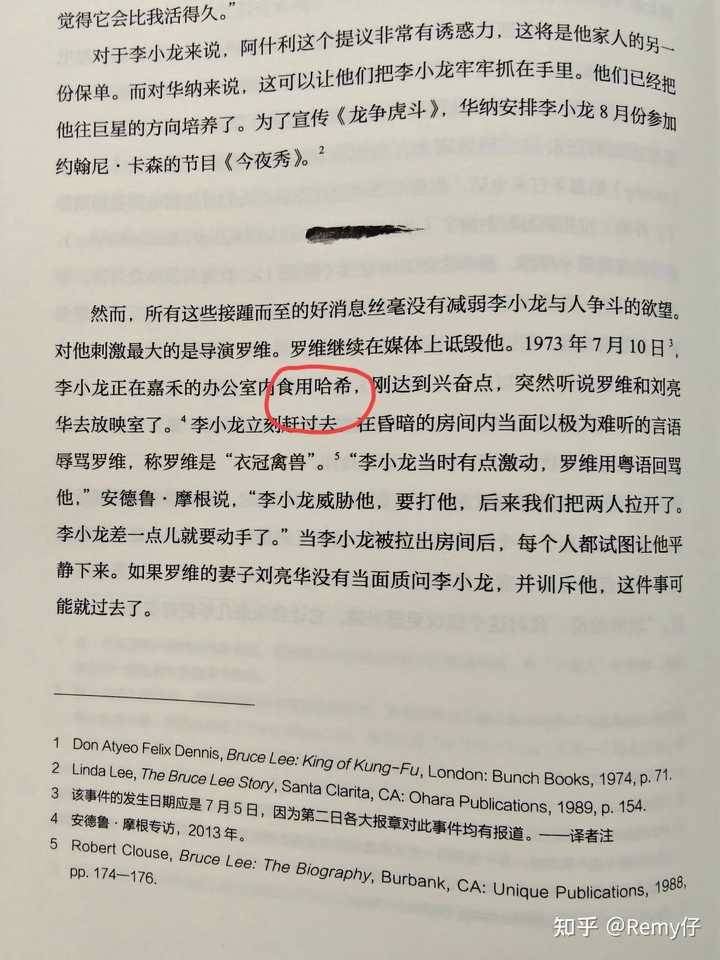 觉得它会比我活得久。”
对于李小龙来说，阿什利这个提议非常有诱惑力，这将是他家人的另一
份保单。而对华纳来说，这可以让他们把李小龙牢牢抓在手里。他们已经把
他往巨星的方向培养了。为了宣传《龙争虎斗》，华纳安排李小龙8月份参加
约翰尼·卡森的节目《今夜秀》。2
然而，所有这些接踵而至的好消息丝毫没有减弱李小龙与人争斗的欲望。
对他刺激最大的是导演罗维。罗维继续在媒体上诋毁他。1973年7月10日3，
李小龙正在嘉禾的办公室内食用哈希，刚达到兴奋点，突然听说罗维和刘亮
华去放映室了。4 李小龙立刻赶过去 在昏暗的房间内当面以极为难听的言语
辱骂罗维，称罗维是“衣冠禽兽”。5“李小龙当时有点激动，罗维用粤语回骂
他，”安德鲁·摩根说，“李小龙威胁他，要打他，后来我们把两人拉开了。
李小龙差一点儿就要动手了。”当李小龙被拉出房间后，每个人都试图让他平
静下来。如果罗维的妻子刘亮华没有当面质问李小龙，并训斥他，这件事可
能就过去了。
1 Don Atyeo Felix Dennis, Bruce Lee: King of Kung-Fu, London: Bunch Books, 1974, p. 71.
2 Linda Lee, The Bruce Lee Story, Santa Clarita, CA: Ohara Publications, 1989, p. 154.
3 该事件的发生日期应是7月5日，因为第二日各大报章对此事件均有报道。——译者注
4 安德鲁·摩根专访，2013年。
5 Robert Clouse, Bruce Lee: The Biography, Burbank, CA: Unique Publications, 1988,
pp. 174—176.
知乎 @Remy仔